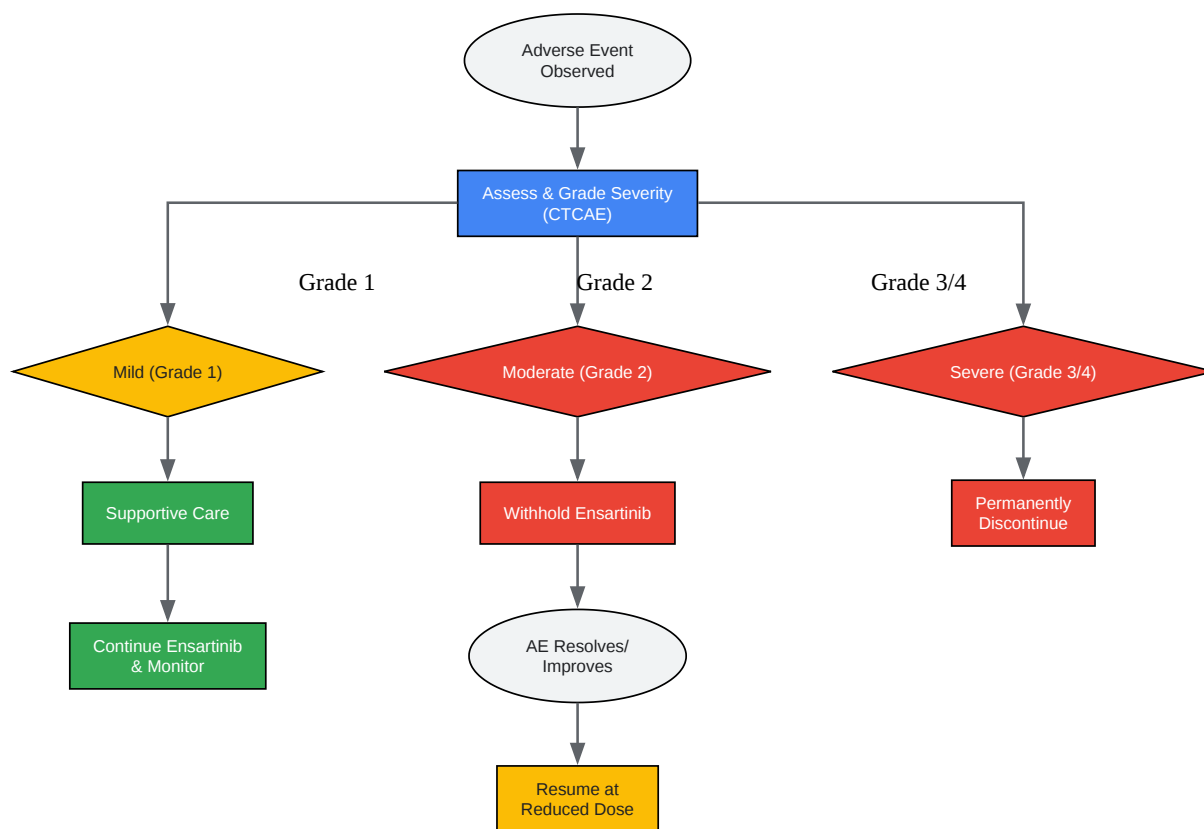 Adverse Event
Observed
Assess & Grade Severity
(CTCAE)
Grade 1
Grade 2
Grade 3/4
Mild (Grade 1)
Moderate (Grade 2)
Severe (Grade 3/4)
Supportive Care
Withhold Ensartinib
Permanently
Discontinue
Continue Ensartinib
& Monitor
AE Resolves/
Improves
Resume at
Reduced Dose